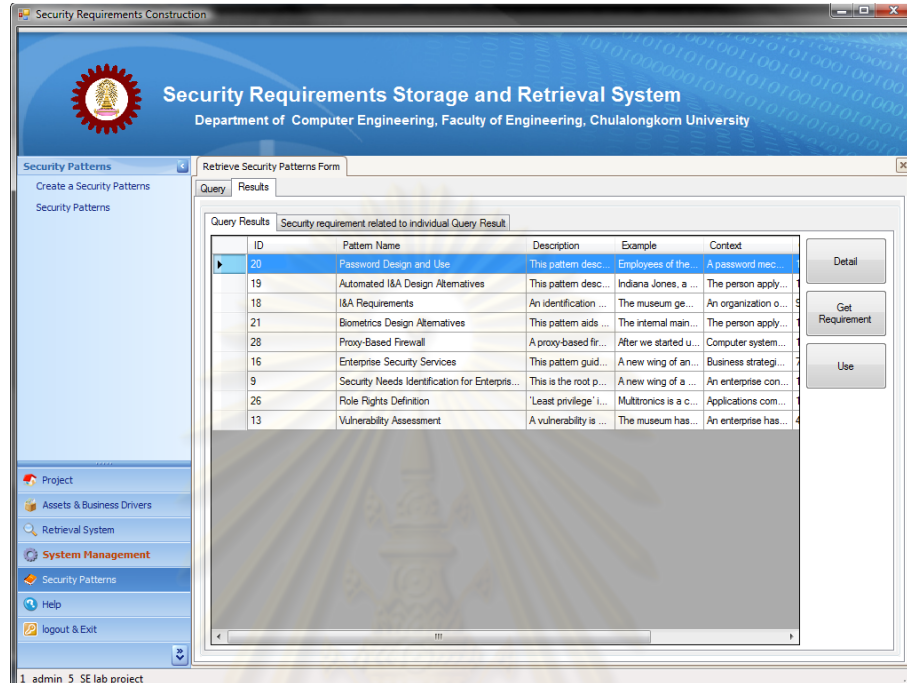 Security Requirements Construction
Security Requirements Storage and Retrieval System
Department of Computer Engineering, Faculty of Engineering, Chulalongkorn University
Security Patterns
Create a Security Patterns
Security Patterns
Retrieve Security Patterns Form
Query Results
Query Results Security requirement related to individual Query Result
ID Pattern Name Description Example Context
20 Password Design and Use This pattern desc... Employees of the... A password mec...
19 Automated I&A Design Alternatives This pattern desc... Indiana Jones, a ... The person apply...
18 I&A Requirements An identification ... The museum ge... An organization o...
21 Biometrics Design Alternatives This pattern aids ... The internal main... The person apply...
28 Proxy-Based Firewall A proxy-based fir... After we started u... Computer system...
16 Enterprise Security Services This pattern guid... A new wing of an... Business strategi...
9 Security Needs Identification for Enterpris... This is the root p... A new wing of a ... An enterprise con...
26 Role Rights Definition 'Least privilege' i... Multitronics is a c... Applications com...
13 Vulnerability Assessment A vulnerability is ... The museum has... An enterprise has...
Detail
Get Requirement
Use
Project
Assets & Business Drivers
Retrieval System
System Management
Security Patterns
Help
logout & Exit
1 admin 5 SE lab project